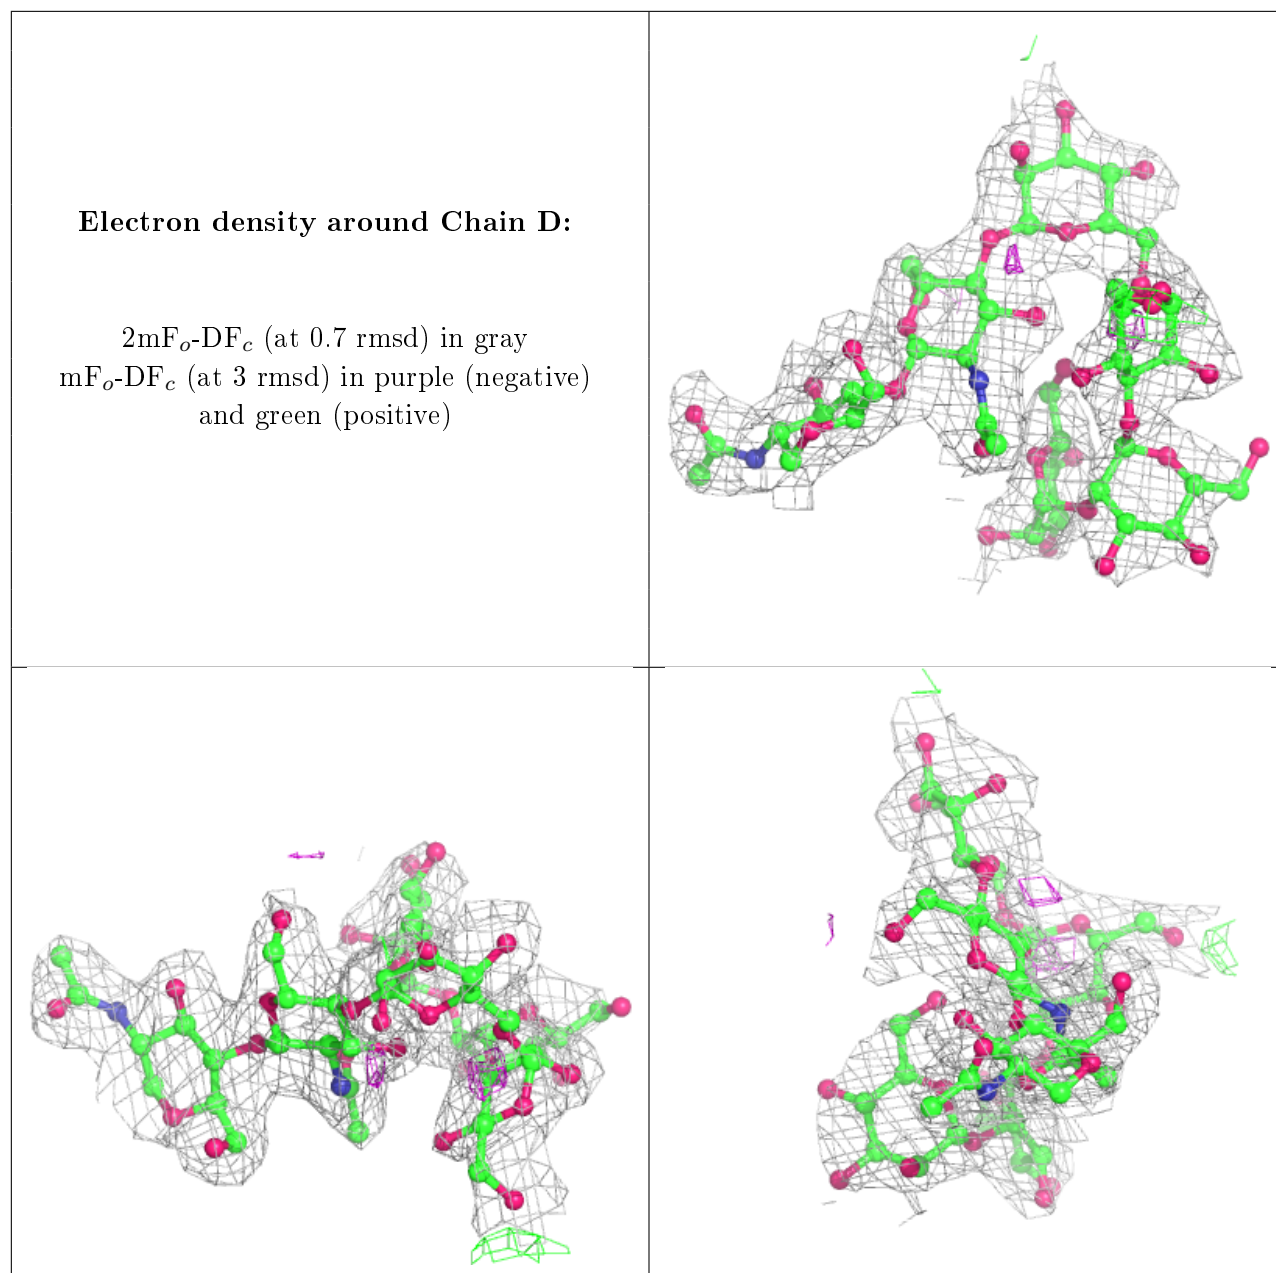 Electron density around Chain D:
2mFo-DFc (at 0.7 rmsd) in gray
mFo-DFc (at 3 rmsd) in purple (negative)
and green (positive)